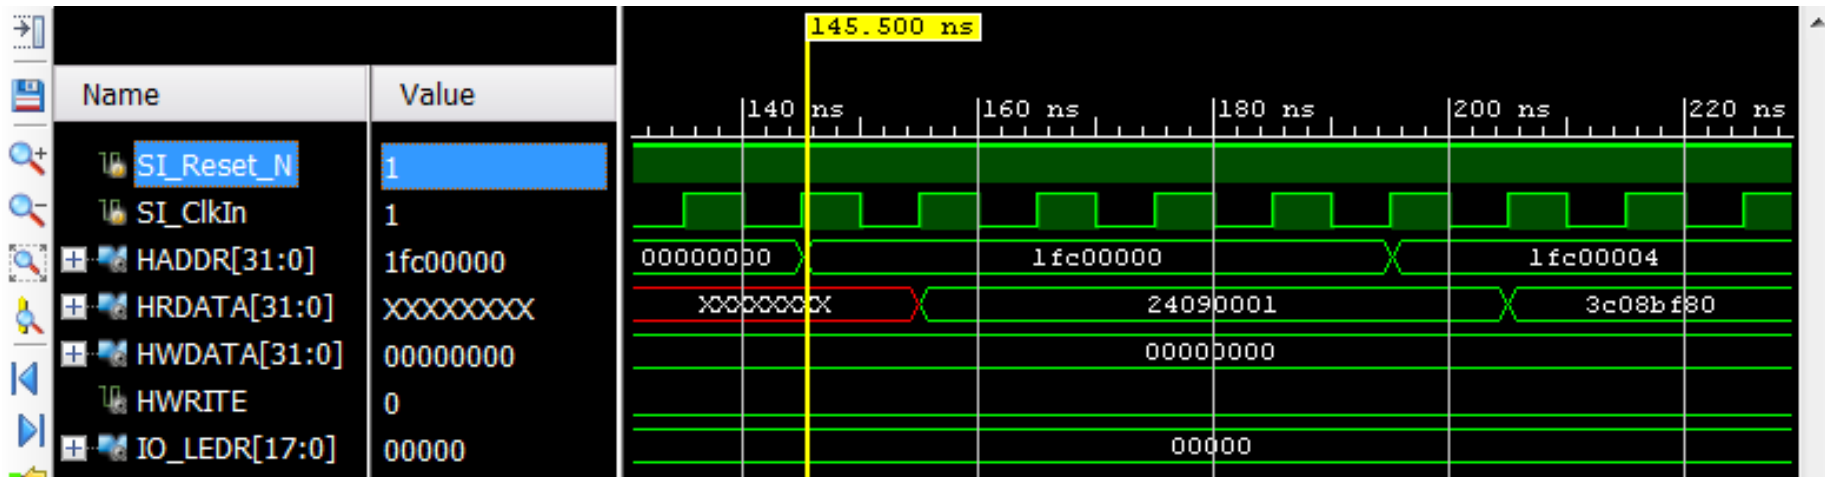 145.500 ns
Name Value 140 ns 160 ns 180 ns 200 ns 220 ns
SI_Reset_N 1
SI_ClkIn 1
HADDR[31:0] 1fc00000 00000000 1fc00000 1fc00004
HRDATA[31:0] XXXXXXXX XXXXXXXX 24090001 3c08bf80
HWDATA[31:0] 00000000 00000000
HWRITE 0
IO_LEDR[17:0] 00000 00000